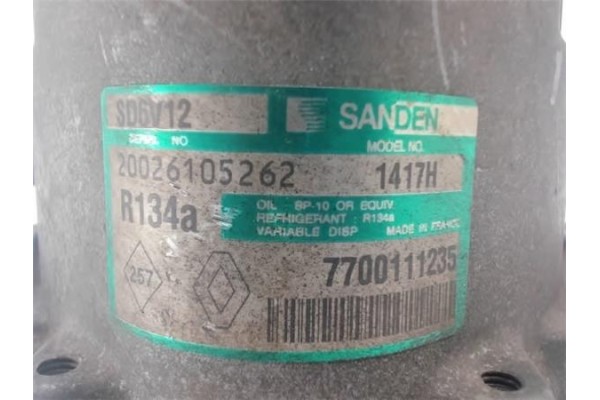 SD6V12 SANDEN
SERIAL NO MODEL NO.
20026105262 1417H
R134a
OIL SP-10 OR EQUIV.
REFRIGERANT : R134a
VARIABLE DISP MADE IN FRANCE
257
7700111235